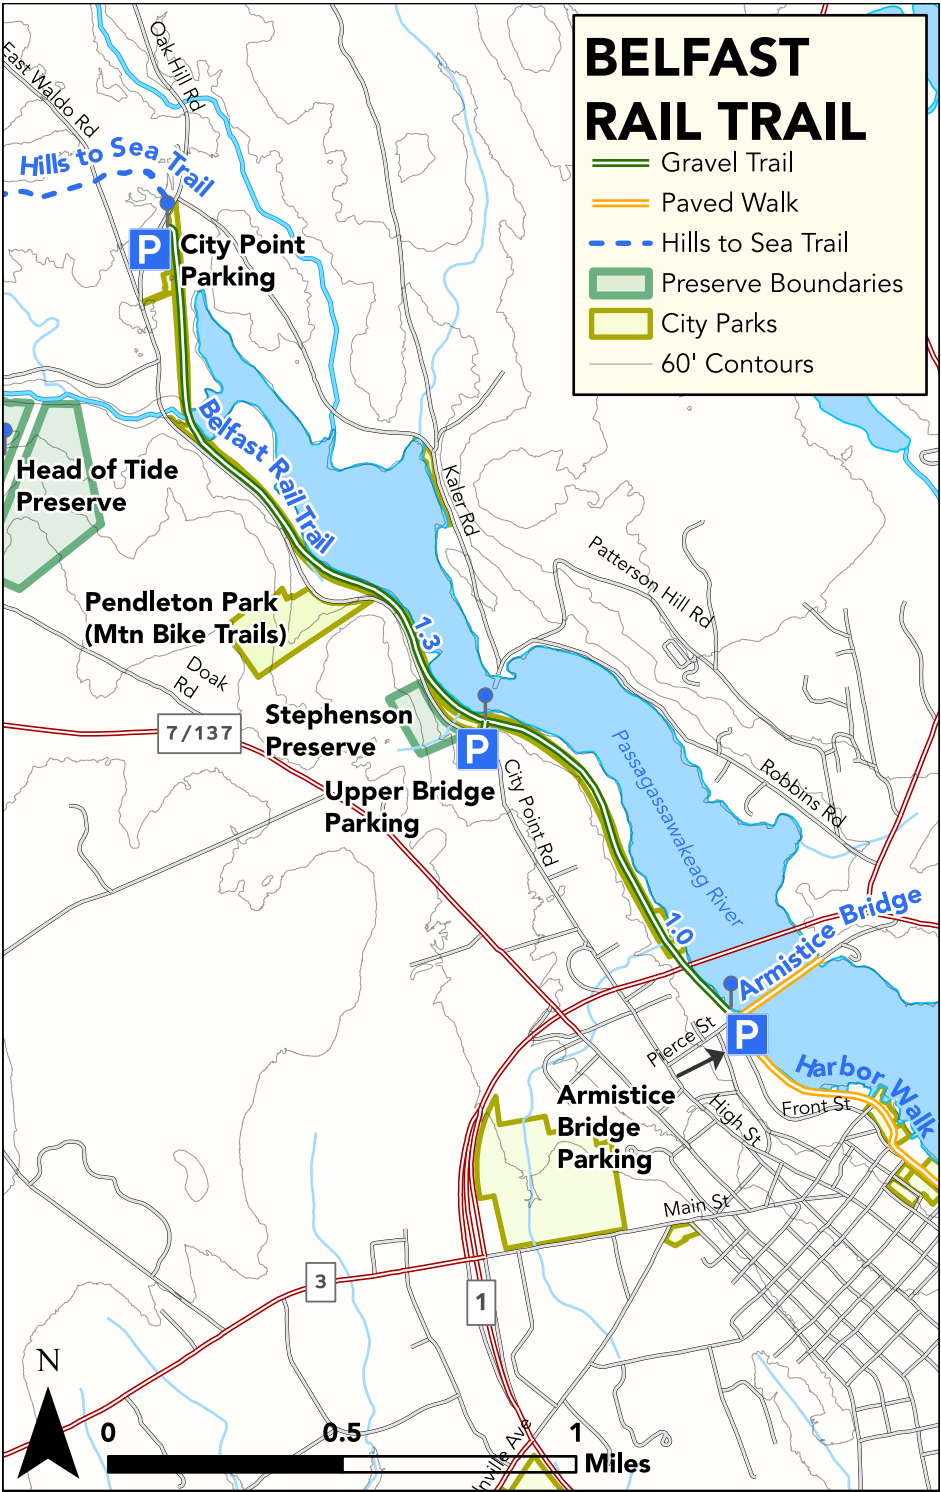 BELFAST
RAIL TRAIL
Gravel Trail
Paved Walk
Hills to Sea Trail
Preserve Boundaries
City Parks
60' Contours
East Waldo Rd
Oak Hill Rd
Hills to Sea Trail
P
City Point
Parking
Belfast Rail Trail
Head of Tide
Preserve
Kaler Rd
Patterson Hill Rd
Pendleton Park
(Mtn Bike Trails)
1.3
Doak
Rd
7/137
Stephenson
Preserve
P
Upper Bridge
Parking
City Point Rd
Passagassawakeag River
Robbins Rd
1.0
Armistice Bridge
P
Pierce St
Harbor Walk
Front St
High St
Armistice
Bridge
Parking
Main St
3
1
N
0 0.5 1
Miles
Ave